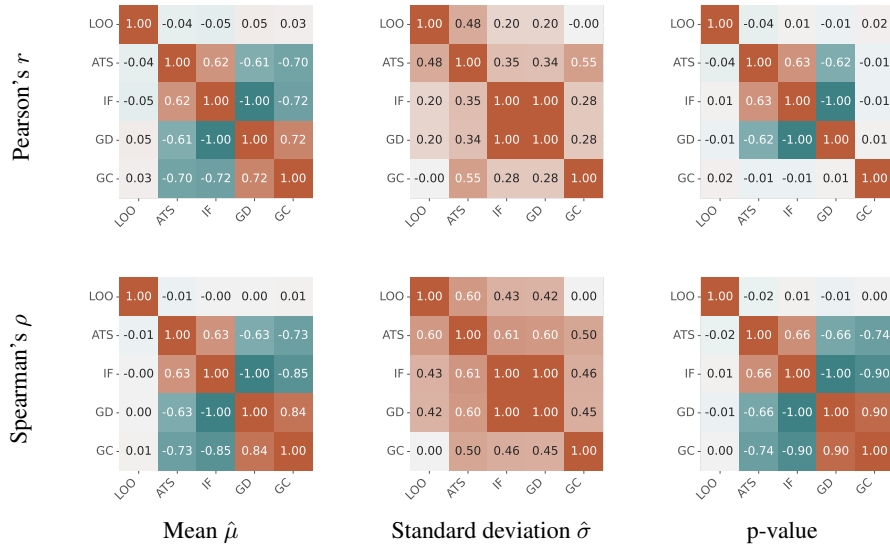 Pearson's r
LOO 1.00 -0.04 -0.05 0.05 0.03
ATS -0.04 1.00 0.62 -0.61 -0.70
IF -0.05 0.62 1.00 -1.00 -0.72
GD 0.05 -0.61 -1.00 1.00 0.72
GC 0.03 -0.70 -0.72 0.72 1.00
LOO ATS IF GD GC
LOO 1.00 0.48 0.20 0.20 -0.00
ATS 0.48 1.00 0.35 0.34 0.55
IF 0.20 0.35 1.00 1.00 0.28
GD 0.20 0.34 1.00 1.00 0.28
GC -0.00 0.55 0.28 0.28 1.00
LOO ATS IF GD GC
LOO 1.00 -0.04 0.01 -0.01 0.02
ATS -0.04 1.00 0.63 -0.62 -0.01
IF 0.01 0.63 1.00 -1.00 -0.01
GD -0.01 -0.62 -1.00 1.00 0.01
GC 0.02 -0.01 -0.01 0.01 1.00
LOO ATS IF GD GC
Spearman's ρ
LOO 1.00 -0.01 -0.00 0.00 0.01
ATS -0.01 1.00 0.63 -0.63 -0.73
IF -0.00 0.63 1.00 -1.00 -0.85
GD 0.00 -0.63 -1.00 1.00 0.84
GC 0.01 -0.73 -0.85 0.84 1.00
LOO ATS IF GD GC
Mean μ̂
LOO 1.00 0.60 0.43 0.42 0.00
ATS 0.60 1.00 0.61 0.60 0.50
IF 0.43 0.61 1.00 1.00 0.46
GD 0.42 0.60 1.00 1.00 0.45
GC 0.00 0.50 0.46 0.45 1.00
LOO ATS IF GD GC
Standard deviation σ̂
LOO 1.00 -0.02 0.01 -0.01 0.00
ATS -0.02 1.00 0.66 -0.66 -0.74
IF 0.01 0.66 1.00 -1.00 -0.90
GD -0.01 -0.66 -1.00 1.00 0.90
GC 0.00 -0.74 -0.90 0.90 1.00
LOO ATS IF GD GC
p-value